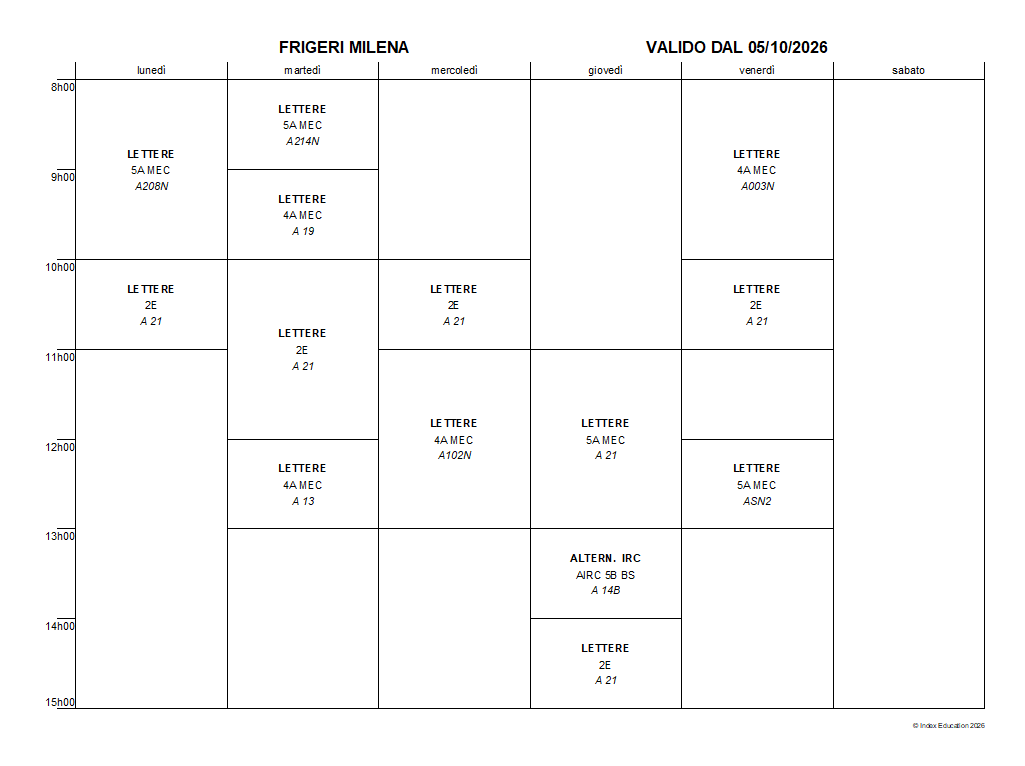 FRIGERI MILENA
VALIDO DAL 05/10/2026
lunedì
martedì
mercoledì
giovedì
venerdì
sabato
8h00
9h00
10h00
11h00
12h00
13h00
14h00
15h00
LETTERE
5A MEC
A208N
LETTERE
2E
A 21
LETTERE
5A MEC
A214N
LETTERE
4A MEC
A 19
LETTERE
2E
A 21
LETTERE
4A MEC
A 13
LETTERE
2E
A 21
LETTERE
4A MEC
A102N
LETTERE
5A MEC
A 21
ALTERN. IRC
AIRC 5B BS
A 14B
LETTERE
2E
A 21
LETTERE
4A MEC
A003N
LETTERE
2E
A 21
LETTERE
5A MEC
ASN2
© Index Education 2026